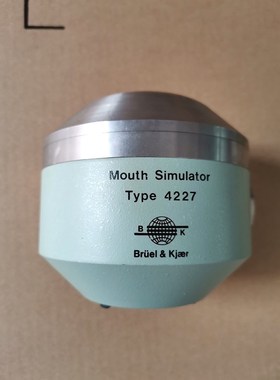 Mouth Simulator
Type 4227
B K
Brüel & Kjær